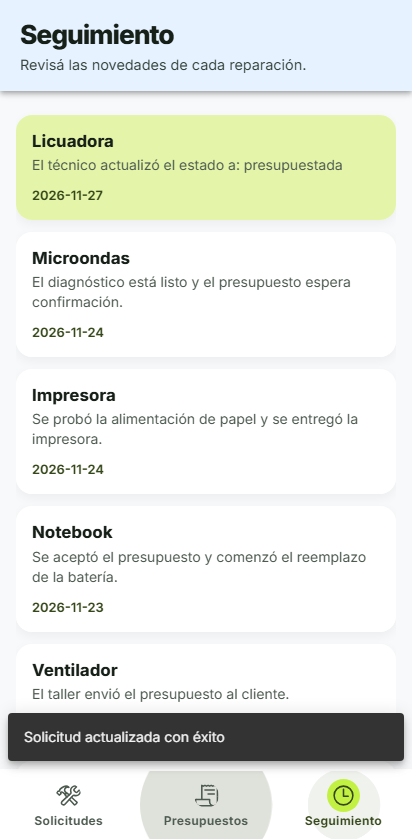 Seguimiento
Revisá las novedades de cada reparación.
Licuadora
El técnico actualizó el estado a: presupuestada
2026-11-27
Microondas
El diagnóstico está listo y el presupuesto espera
confirmación.
2026-11-24
Impresora
Se probó la alimentación de papel y se entregó la
impresora.
2026-11-24
Notebook
Se aceptó el presupuesto y comenzó el reemplazo
de la batería.
2026-11-23
Ventilador
El taller envió el presupuesto al cliente.
Solicitud actualizada con éxito
Solicitudes
Presupuestos
Seguimiento